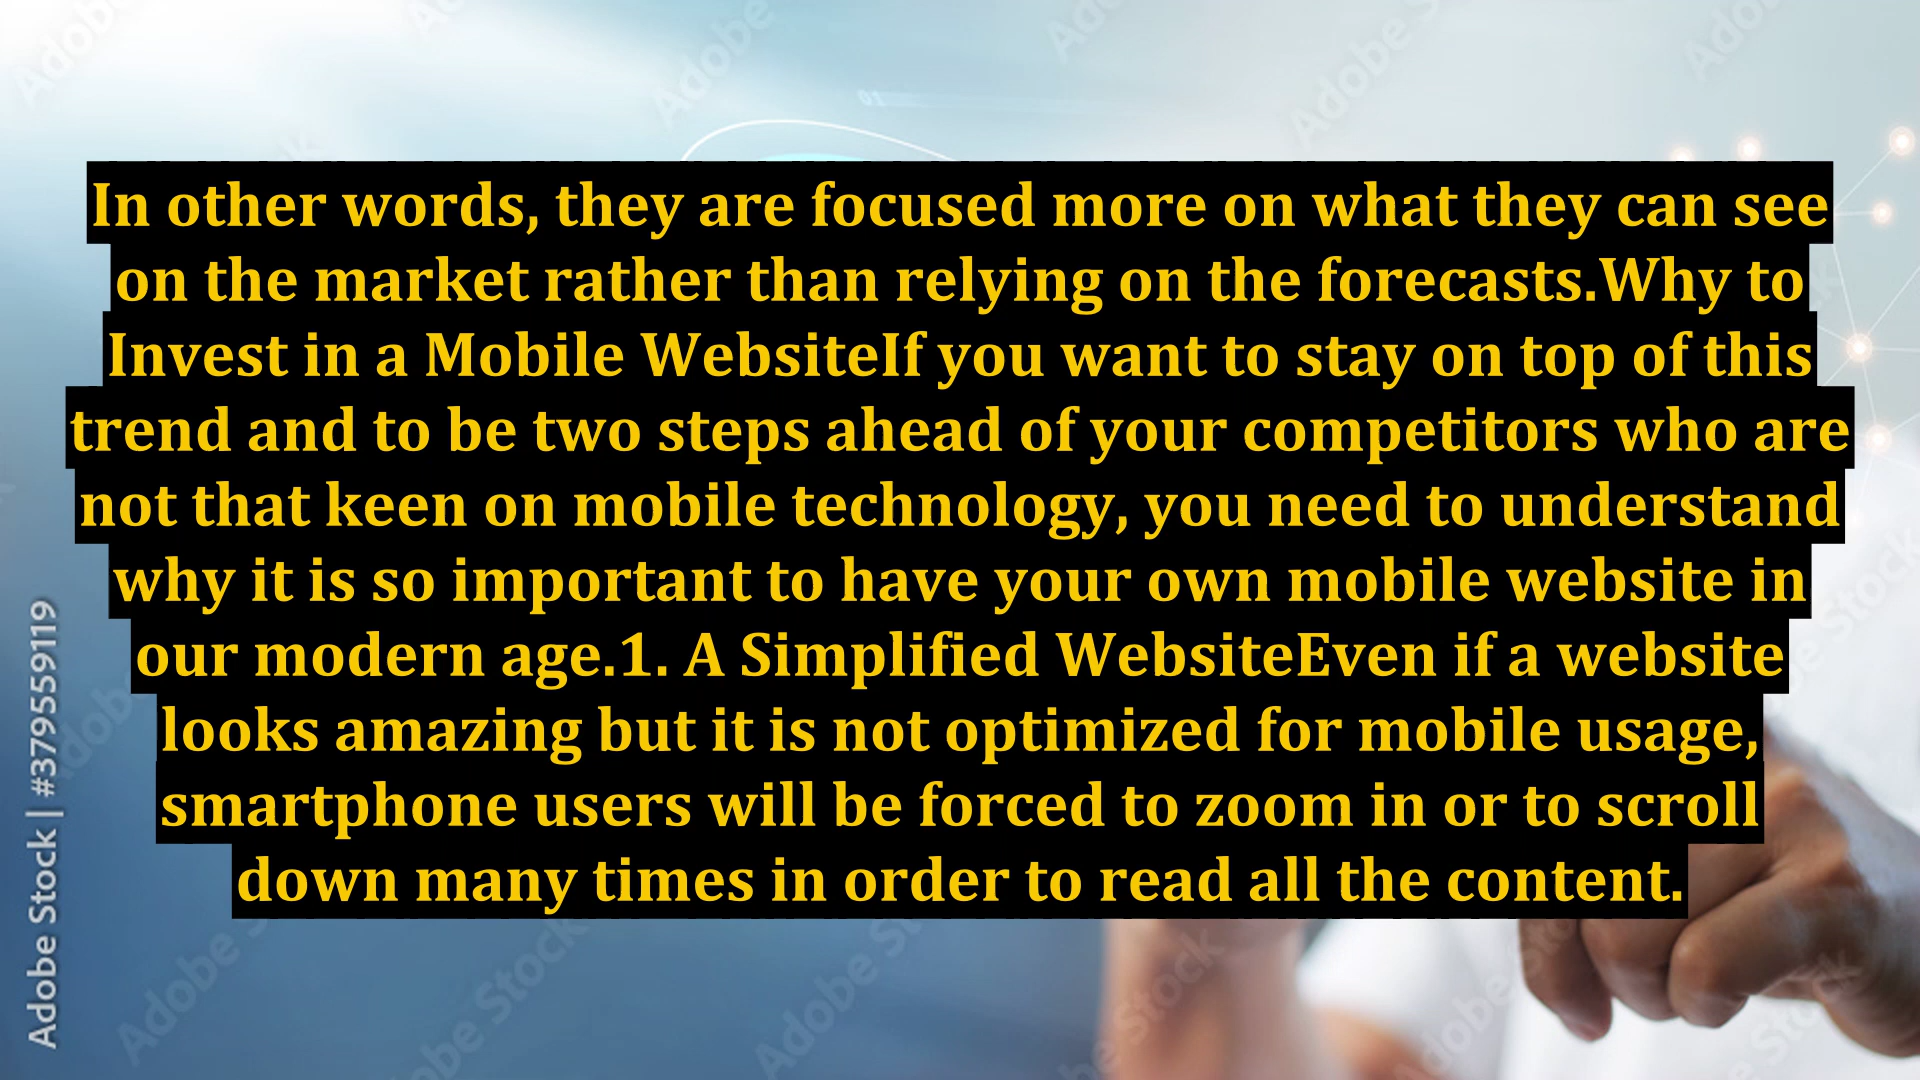 In other words, they are focused more on what they can see
on the market rather than relying on the forecasts.Why to
Invest in a Mobile WebsiteIf you want to stay on top of this
trend and to be two steps ahead of your competitors who are
not that keen on mobile technology, you need to understand
why it is so important to have your own mobile website in
our modern age.1. A Simplified WebsiteEven if a website
looks amazing but it is not optimized for mobile usage,
smartphone users will be forced to zoom in or to scroll
down many times in order to read all the content.
Adobe Stock | #379559119